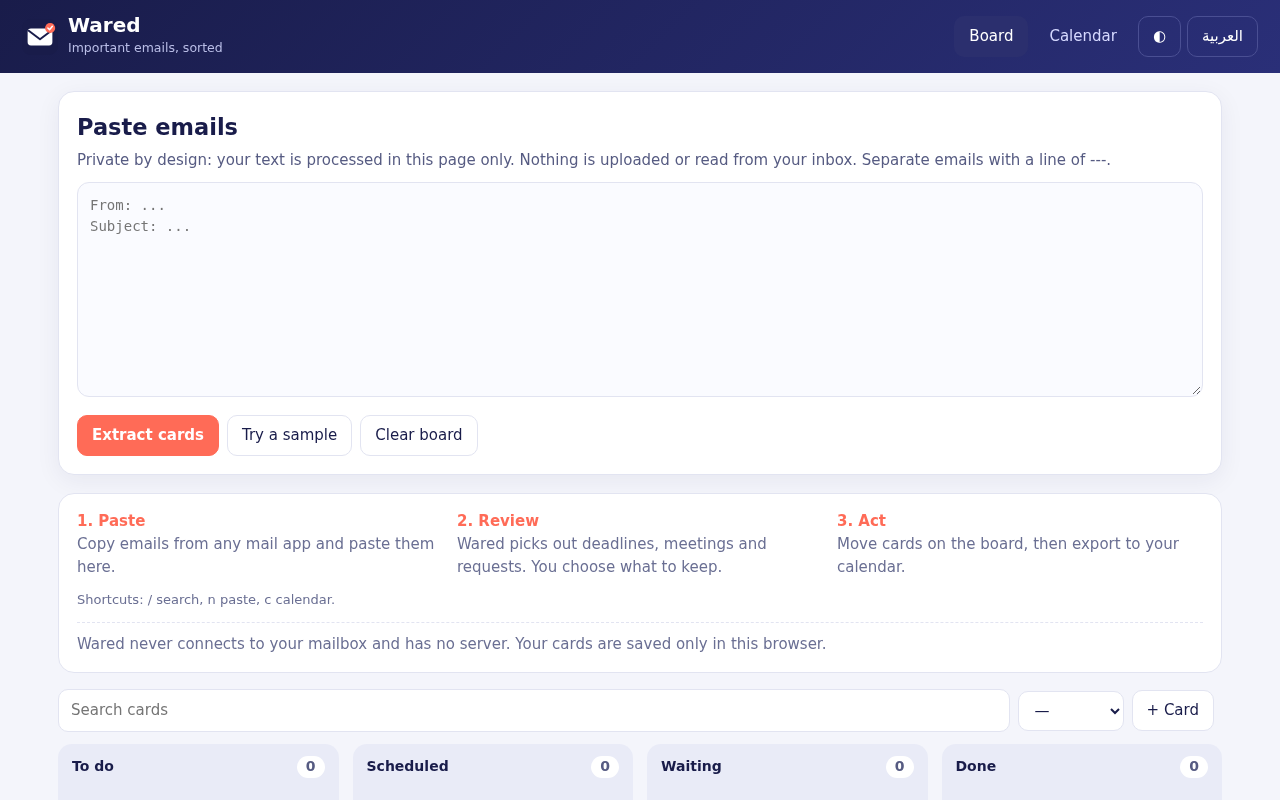 Wared
Important emails, sorted
Board
Calendar
العربية
Paste emails
Private by design: your text is processed in this page only. Nothing is uploaded or read from your inbox. Separate emails with a line of ---.
From: ...
Subject: ...
Extract cards
Try a sample
Clear board
1. Paste
Copy emails from any mail app and paste them
here.
2. Review
Wared picks out deadlines, meetings and
requests. You choose what to keep.
3. Act
Move cards on the board, then export to your
calendar.
Shortcuts: / search, n paste, c calendar.
Wared never connects to your mailbox and has no server. Your cards are saved only in this browser.
Search cards
—
+ Card
To do 0
Scheduled 0
Waiting 0
Done 0